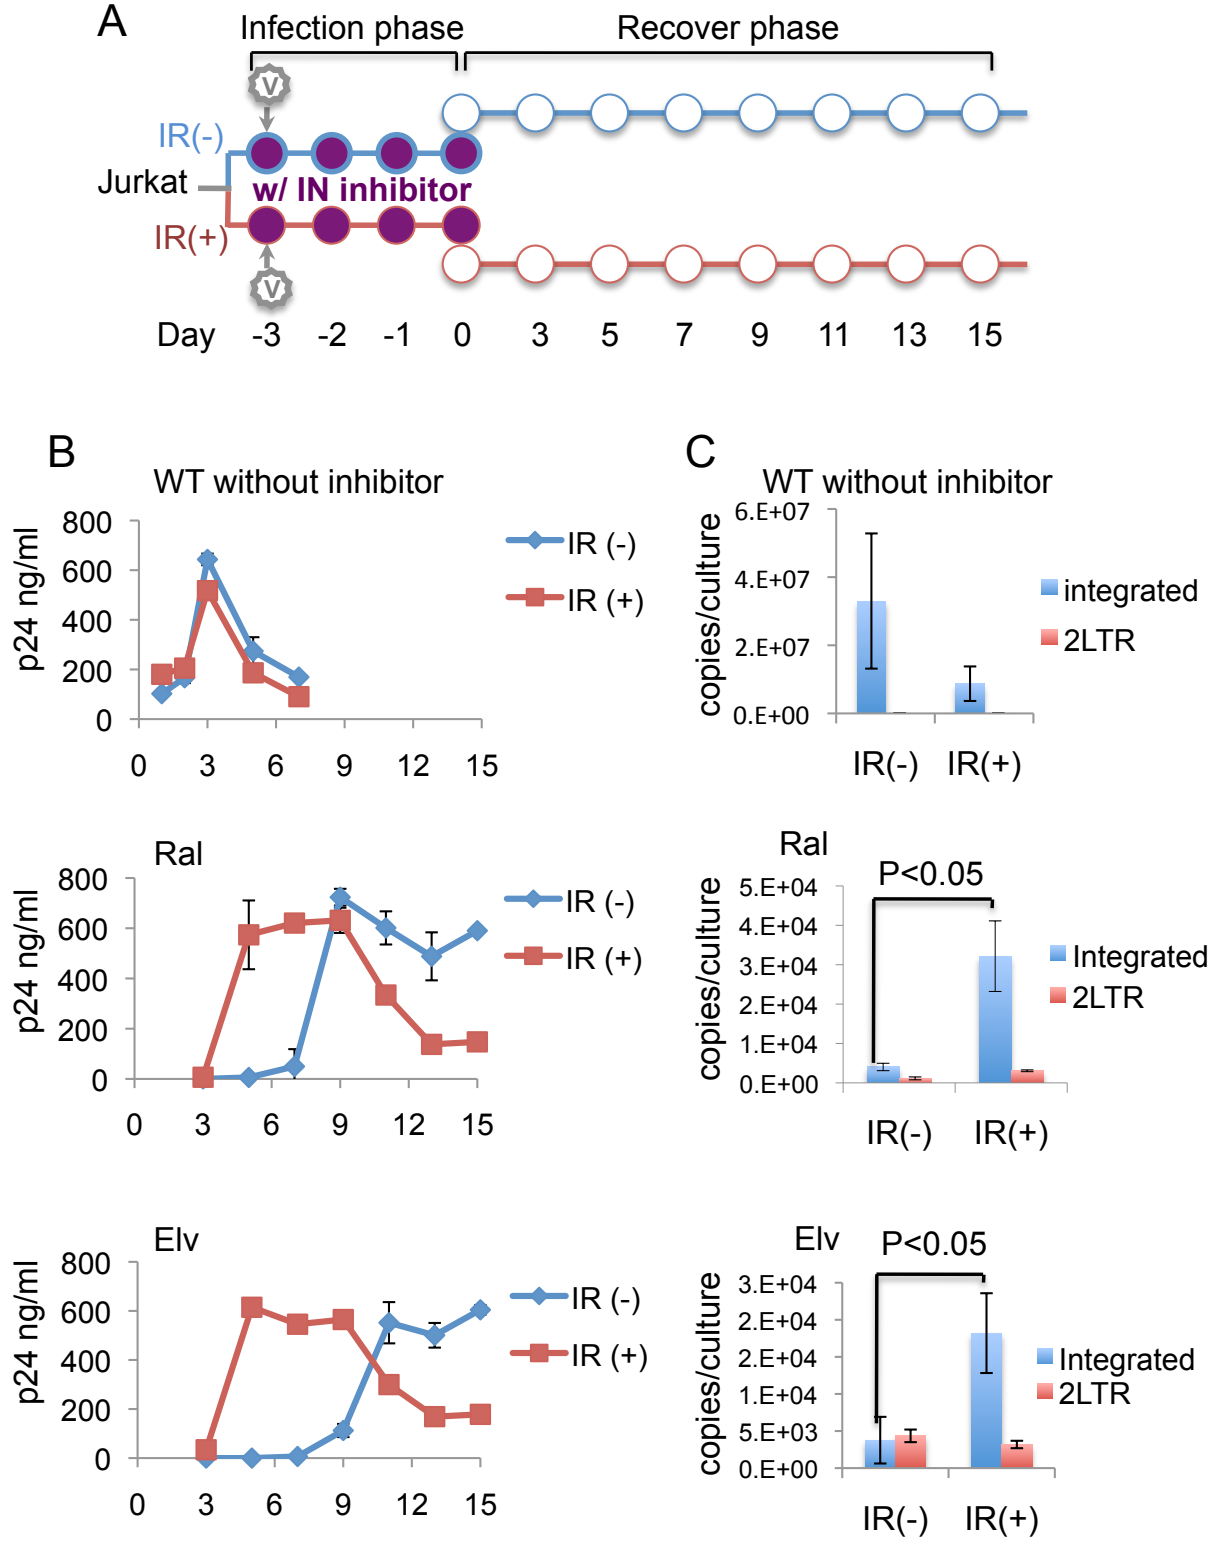 A
Infection phase
Recover phase
V
IR(-)
Jurkat
w/ IN inhibitor
IR(+)
V
Day -3 -2 -1 0 3 5 7 9 11 13 15
B
WT without inhibitor
p24 ng/ml
800
600
400
200
0
0 3 6 9 12 15
IR (-)
IR (+)
C
WT without inhibitor
copies/culture
6.E+07
4.E+07
2.E+07
0.E+00
IR(-) IR(+)
integrated
2LTR
Ral
p24 ng/ml
800
600
400
200
0
0 3 6 9 12 15
IR (-)
IR (+)
Ral
P<0.05
copies/culture
5.E+04
4.E+04
3.E+04
2.E+04
1.E+04
0.E+00
IR(-) IR(+)
Integrated
2LTR
Elv
p24 ng/ml
800
600
400
200
0
0 3 6 9 12 15
IR (-)
IR (+)
Elv
P<0.05
copies/culture
3.E+04
2.E+04
2.E+04
1.E+04
5.E+03
0.E+00
IR(-) IR(+)
Integrated
2LTR